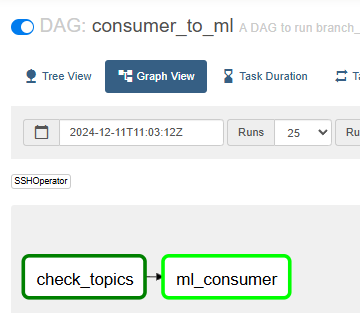 DAG: consumer_to_ml A DAG to run branch_
Tree View Graph View Task Duration
2024-12-11T11:03:12Z Runs 25
SSHOperator
check_topics ml_consumer